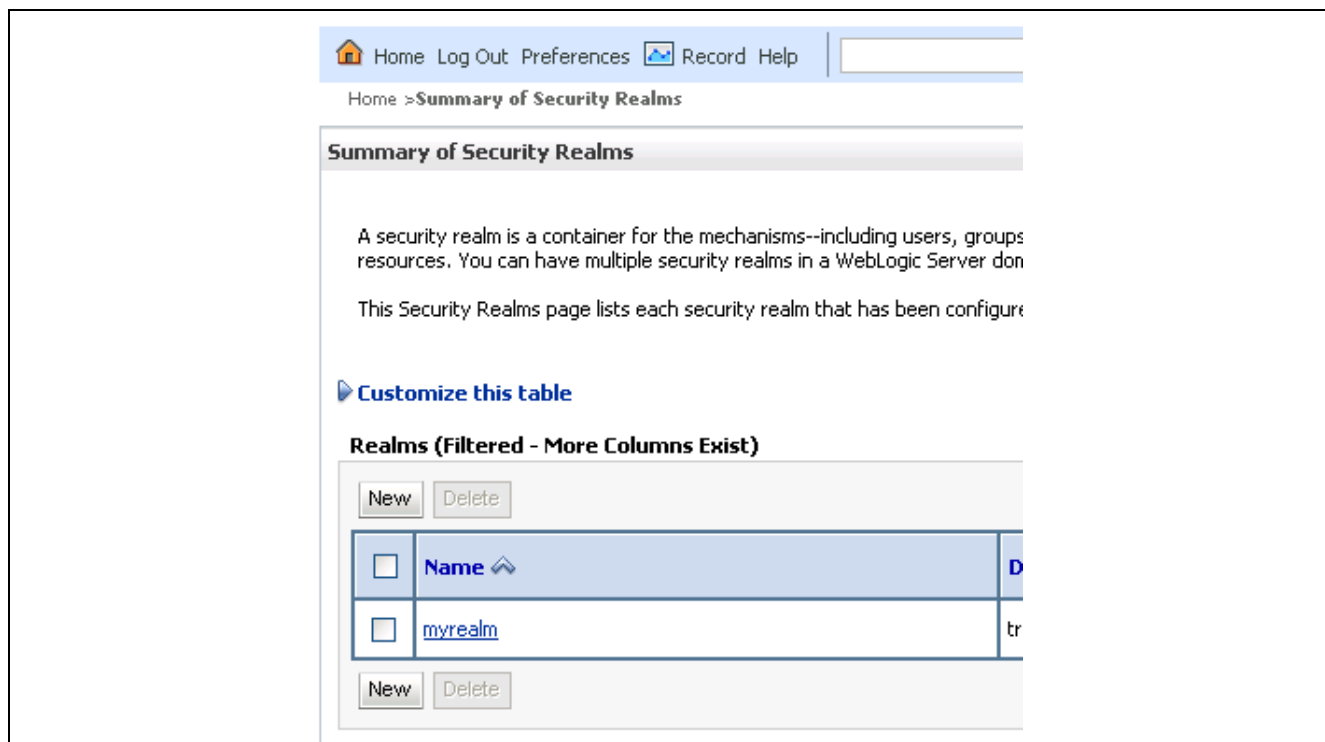 Home Log Out Preferences Record Help
Home >Summary of Security Realms
Summary of Security Realms
A security realm is a container for the mechanisms--including users, groups
resources. You can have multiple security realms in a WebLogic Server
This Security Realms page lists each security realm that has been
Customize this table
Realms (Filtered - More Columns Exist)
New Delete
Name
myrealm
New Delete